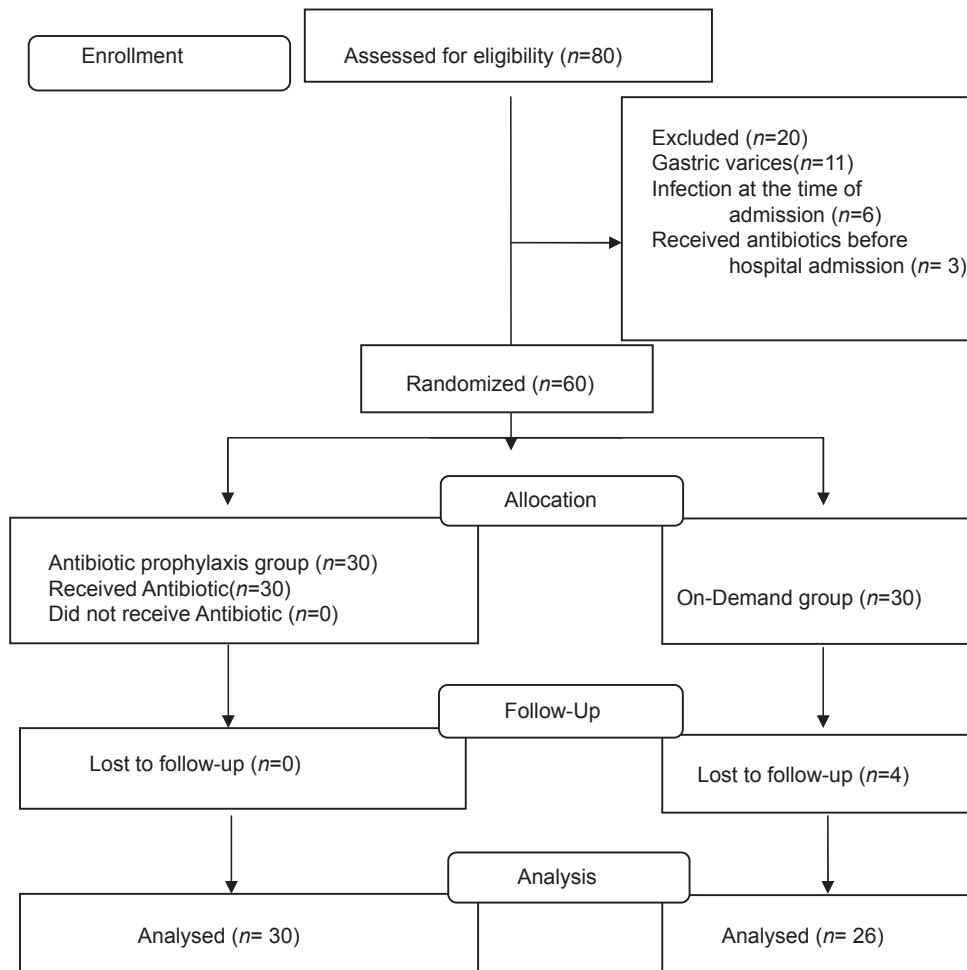 Enrollment
Assessed for eligibility (n=80)
Excluded (n=20)
Gastric varices(n=11)
Infection at the time of
admission (n=6)
Received antibiotics before
hospital admission (n= 3)
Randomized (n=60)
Allocation
Antibiotic prophylaxis group (n=30)
Received Antibiotic(n=30)
Did not receive Antibiotic (n=0)
On-Demand group (n=30)
Follow-Up
Lost to follow-up (n=0)
Lost to follow-up (n=4)
Analysis
Analysed (n= 30)
Analysed (n= 26)